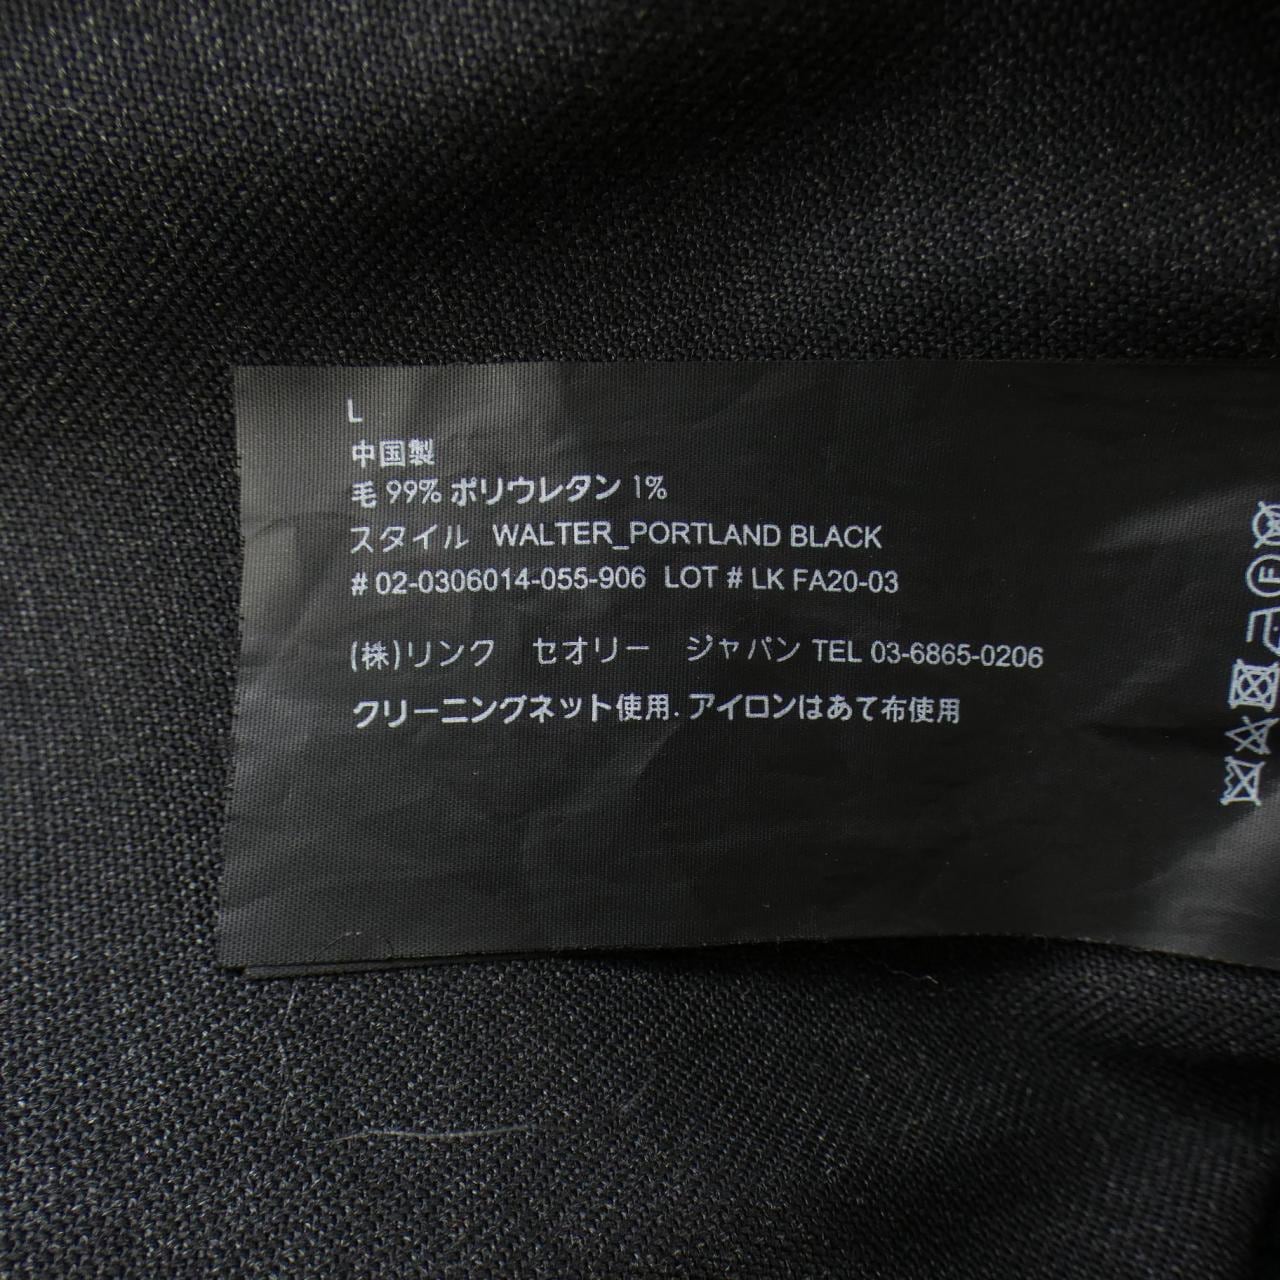 L
中国製
毛 99% ポリウレタン 1%
スタイル WALTER_PORTLAND BLACK
# 02-0306014-055-906 LOT # LK FA20-03
(株)リンク セオリー ジャパン TEL 03-6865-0206
クリーニングネット使用.アイロンはあて布使用